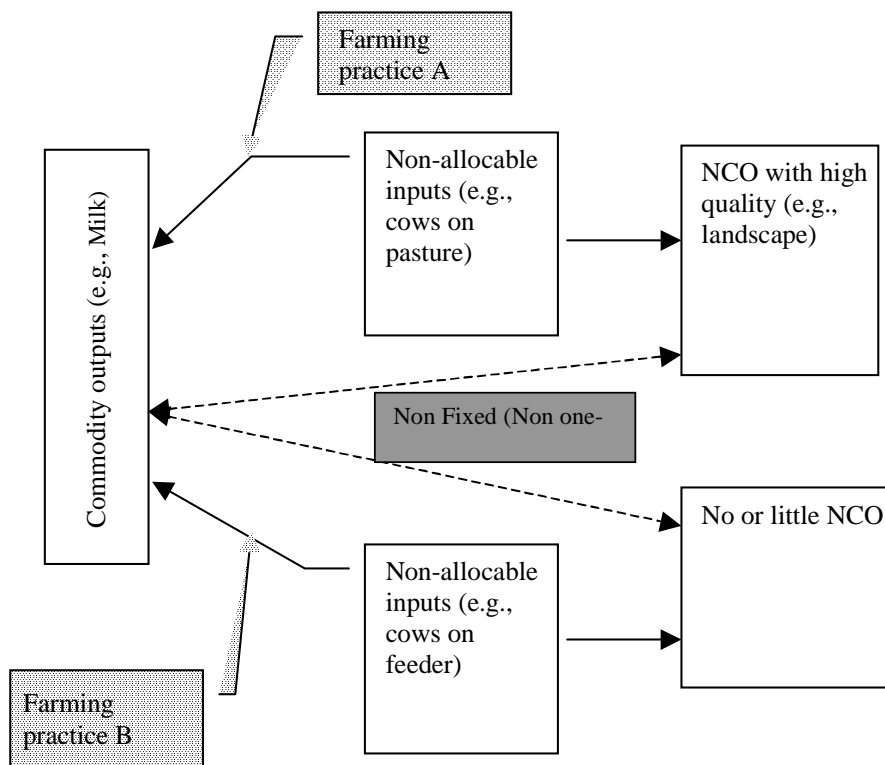 Farming
practice A
Commodity outputs (e.g., Milk)
Non-allocable
inputs (e.g.,
cows on
pasture)
NCO with high
quality (e.g.,
landscape)
Non Fixed (Non one-
No or little NCO
Non-allocable
inputs (e.g.,
cows on
feeder)
Farming
practice B